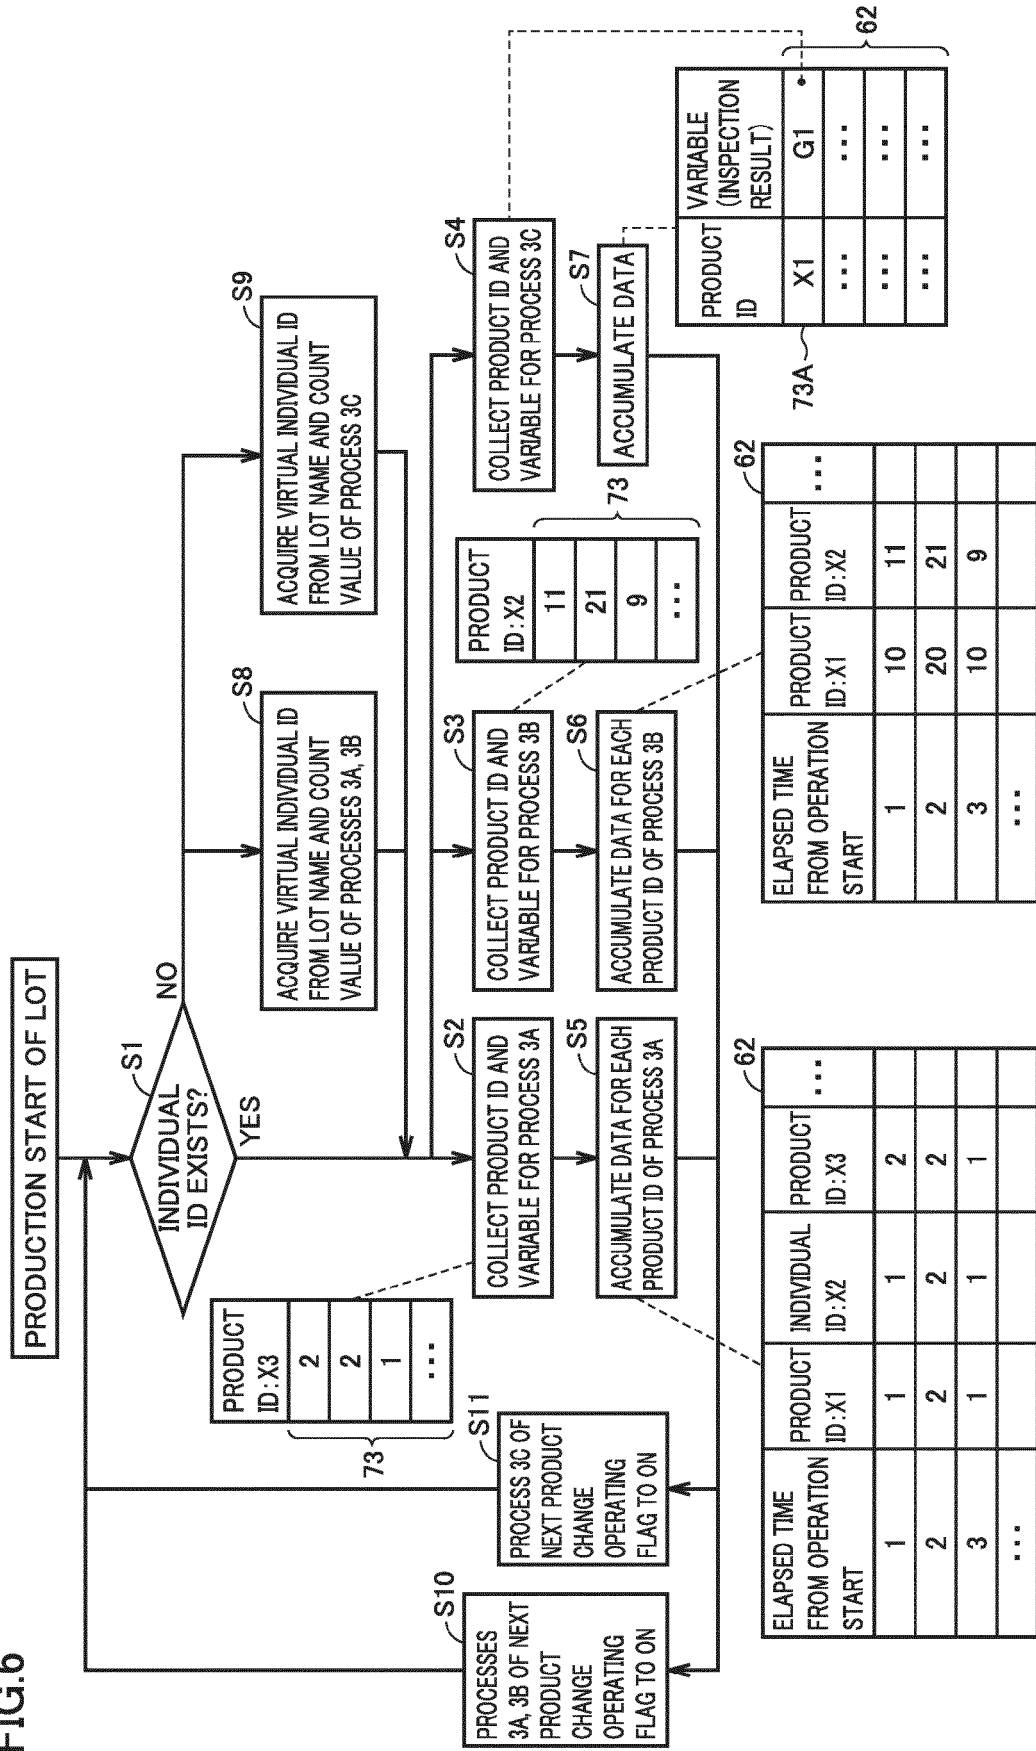 FIG.6
PRODUCTION START OF LOT
S1
INDIVIDUAL
ID EXISTS?
NO
YES
S8
ACQUIRE VIRTUAL INDIVIDUAL ID
FROM LOT NAME AND COUNT
VALUE OF PROCESSES 3A, 3B
S9
ACQUIRE VIRTUAL INDIVIDUAL ID
FROM LOT NAME AND COUNT
VALUE OF PROCESS 3C
PRODUCT
ID:X3
2
2
1
...
73
S2
COLLECT PRODUCT ID AND
VARIABLE FOR PROCESS 3A
S3
COLLECT PRODUCT ID AND
VARIABLE FOR PROCESS 3B
PRODUCT
ID:X2
11
21
9
...
73
S4
COLLECT PRODUCT ID AND
VARIABLE FOR PROCESS 3C
S10
PROCESSES
3A, 3B OF NEXT
PRODUCT
CHANGE
OPERATING
FLAG TO ON
S11
PROCESS 3C OF
NEXT PRODUCT
CHANGE
OPERATING
FLAG TO ON
S5
ACCUMULATE DATA FOR EACH
PRODUCT ID OF PROCESS 3A
S6
ACCUMULATE DATA FOR EACH
PRODUCT ID OF PROCESS 3B
S7
ACCUMULATE DATA
73A
PRODUCT
ID
VARIABLE
(INSPECTION
RESULT)
X1 G1
... ...
... ...
... ...
62
62
ELAPSED TIME
FROM OPERATION
START
PRODUCT
ID:X1
INDIVIDUAL
ID:X2
PRODUCT
ID:X3
...
1 1 1 2
2 2 2 2
3 1 1 1
...
62
ELAPSED TIME
FROM OPERATION
START
PRODUCT
ID:X1
PRODUCT
ID:X2
...
1 10 11
2 20 21
3 10 9
...